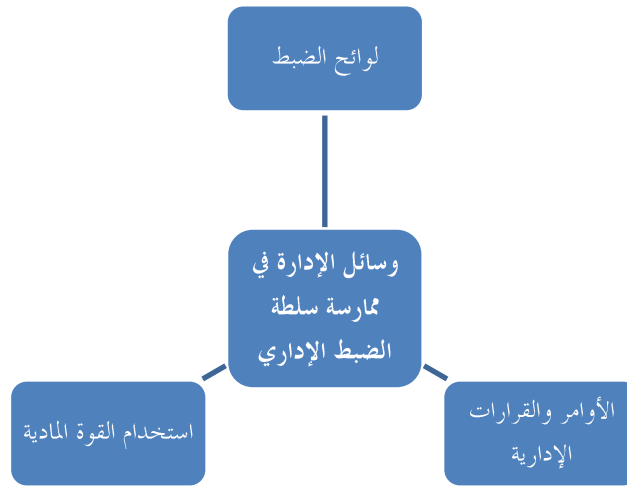 لوائح الضبط
وسائل الإدارة في
ممارسة سلطة
الضبط الإداري
الأوامر والقرارات
الإدارية
استخدام القوة المادية